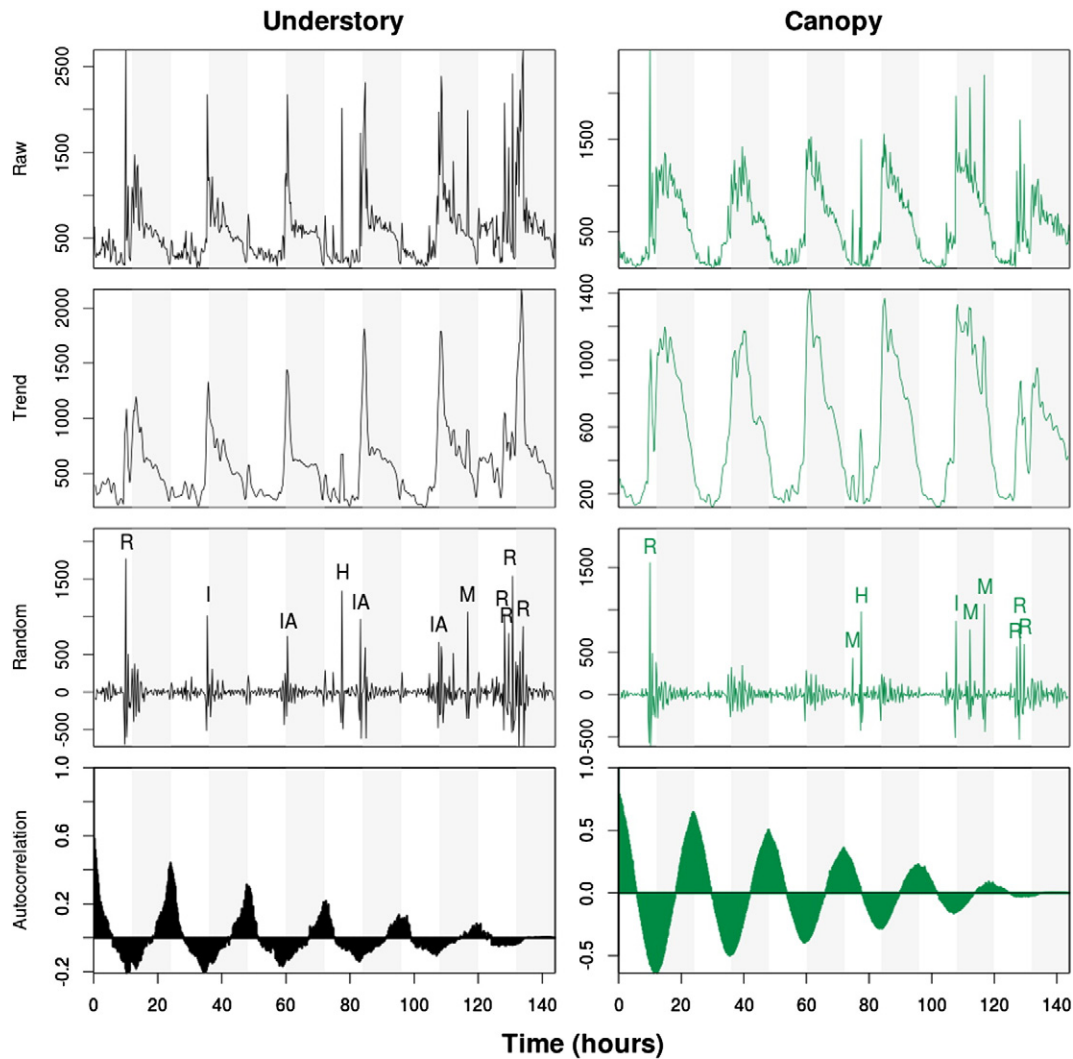 Understory
Canopy
Raw
2500
1500
500
1500
500
Trend
2000
1500
1000
500
1400
1000
600
200
Random
1500
500
0
-500
R
I
IA
H
IA
IA
M
R
R
R
R
1500
500
0
-500
R
M
H
I
M
M
R
R
R
Autocorrelation
1.0
0.6
0.2
-0.2
1.0
0.5
0.0
-0.5
0 20 40 60 80 100 120 140
0 20 40 60 80 100 120 140
Time (hours)